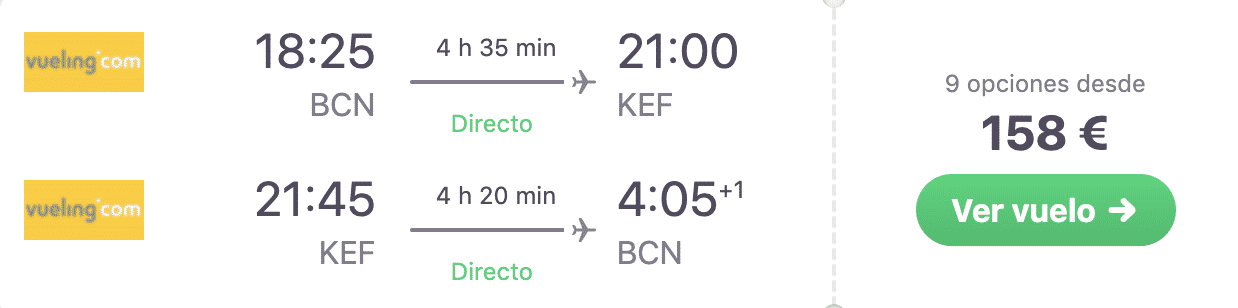 vueling.com 18:25 4 h 35 min 21:00
BCN Directo KEF
9 opciones desde
158 €
Ver vuelo →
vueling.com 21:45 4 h 20 min 4:05+1
KEF Directo BCN